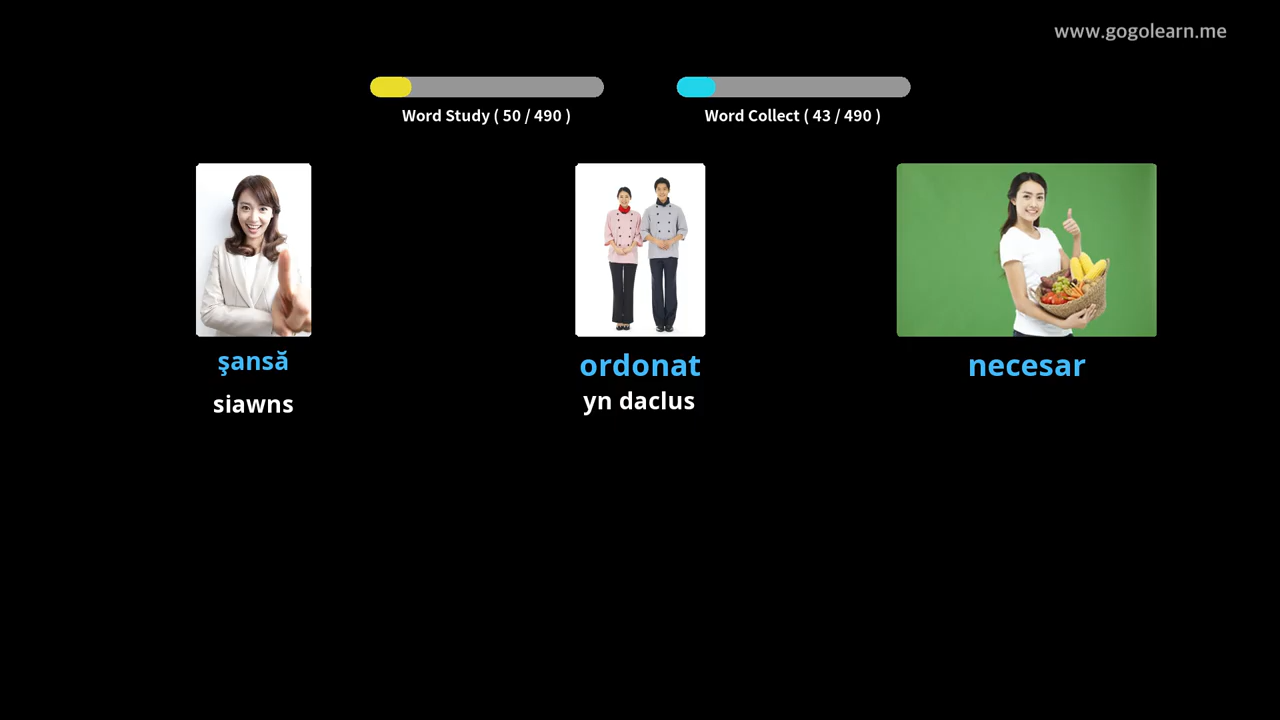 www.gogolearn.me
Word Study ( 50 / 490 )
Word Collect ( 43 / 490 )
şansă
siawns
ordonat
yn daclus
necesar